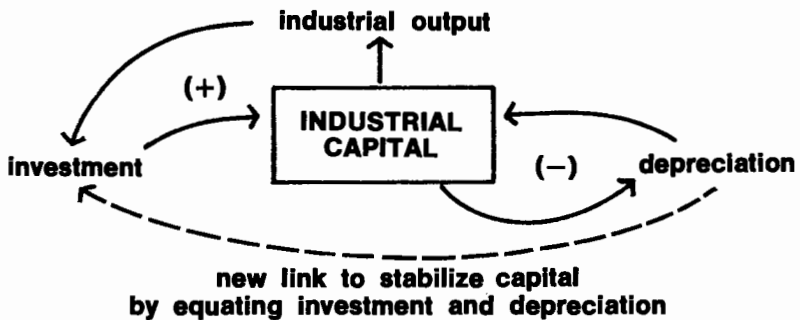 industrial output
(+)
INDUSTRIAL
CAPITAL
investment
(−)
depreciation
new link to stabilize capital
by equating investment and depreciation